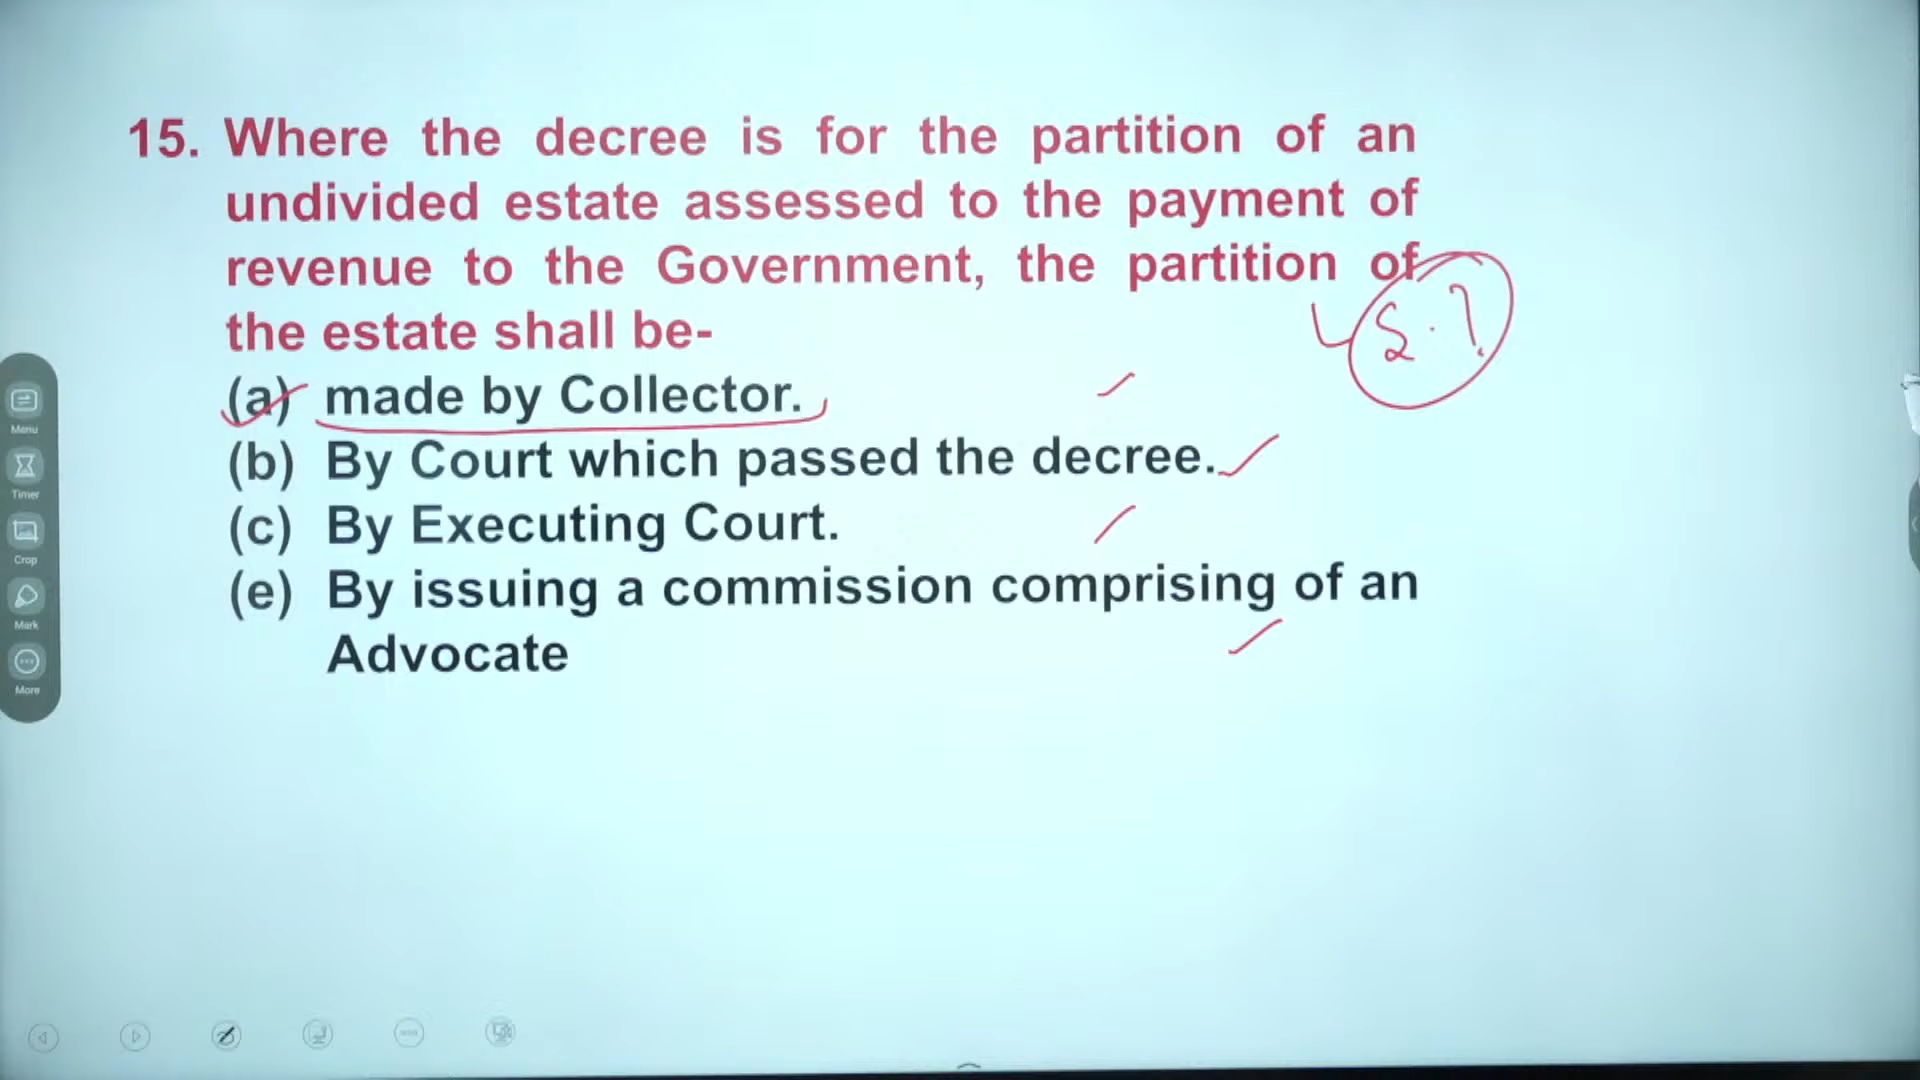 15. Where the decree is for the partition of an
undivided estate assessed to the payment of
revenue to the Government, the partition of
the estate shall be-
S. ?
(a) made by Collector.
(b) By Court which passed the decree.
(c) By Executing Court.
(e) By issuing a commission comprising of an
Advocate
Menu
Timer
Crop
Mark
More